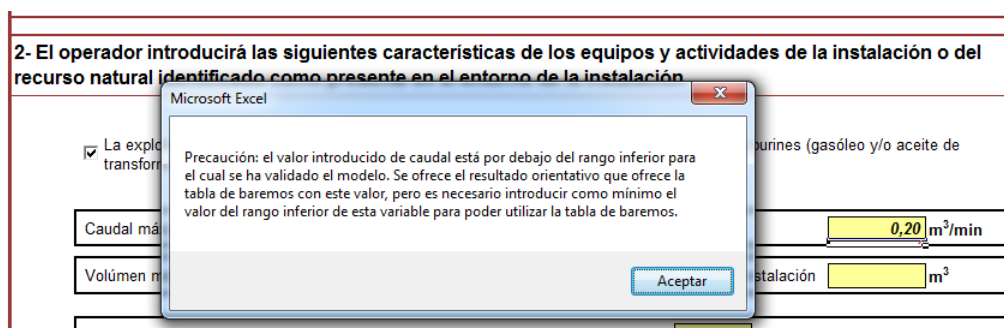 2- El operador introducirá las siguientes características de los equipos y actividades de la instalación o del
recurso natural identificado como presente en el entorno de la instalación
Microsoft Excel
La explo
purines (gasóleo y/o aceite de
transform
Precaución: el valor introducido de caudal está por debajo del rango inferior para
el cual se ha validado el modelo. Se ofrece el resultado orientativo que ofrece la
tabla de baremos con este valor, pero es necesario introducir como mínimo el
valor del rango inferior de esta variable para poder utilizar la tabla de baremos.
Caudal má
0,20 m³/min
Volúmen m
stalación
m³
Aceptar